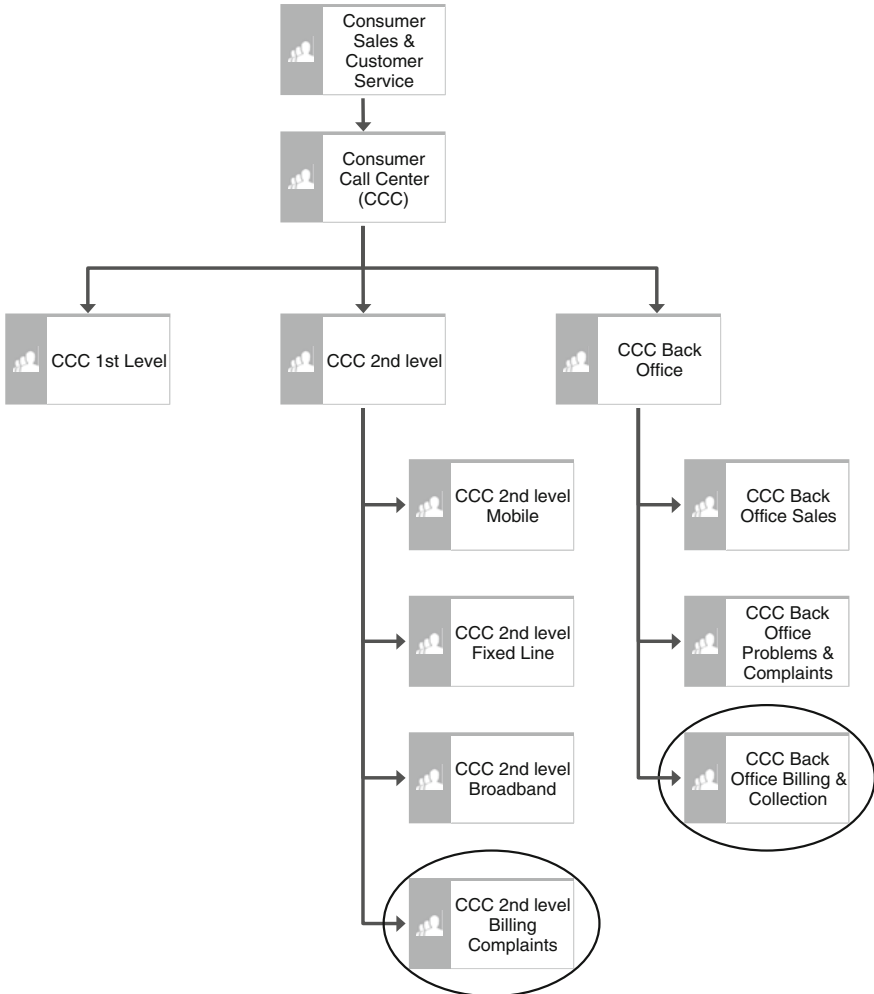 Consumer
Sales &
Customer
Service
Consumer
Call Center
(CCC)
CCC 1st Level
CCC 2nd level
CCC Back
Office
CCC 2nd level
Mobile
CCC Back
Office Sales
CCC 2nd level
Fixed Line
CCC Back
Office
Problems &
Complaints
CCC 2nd level
Broadband
CCC Back
Office Billing &
Collection
CCC 2nd level
Billing
Complaints